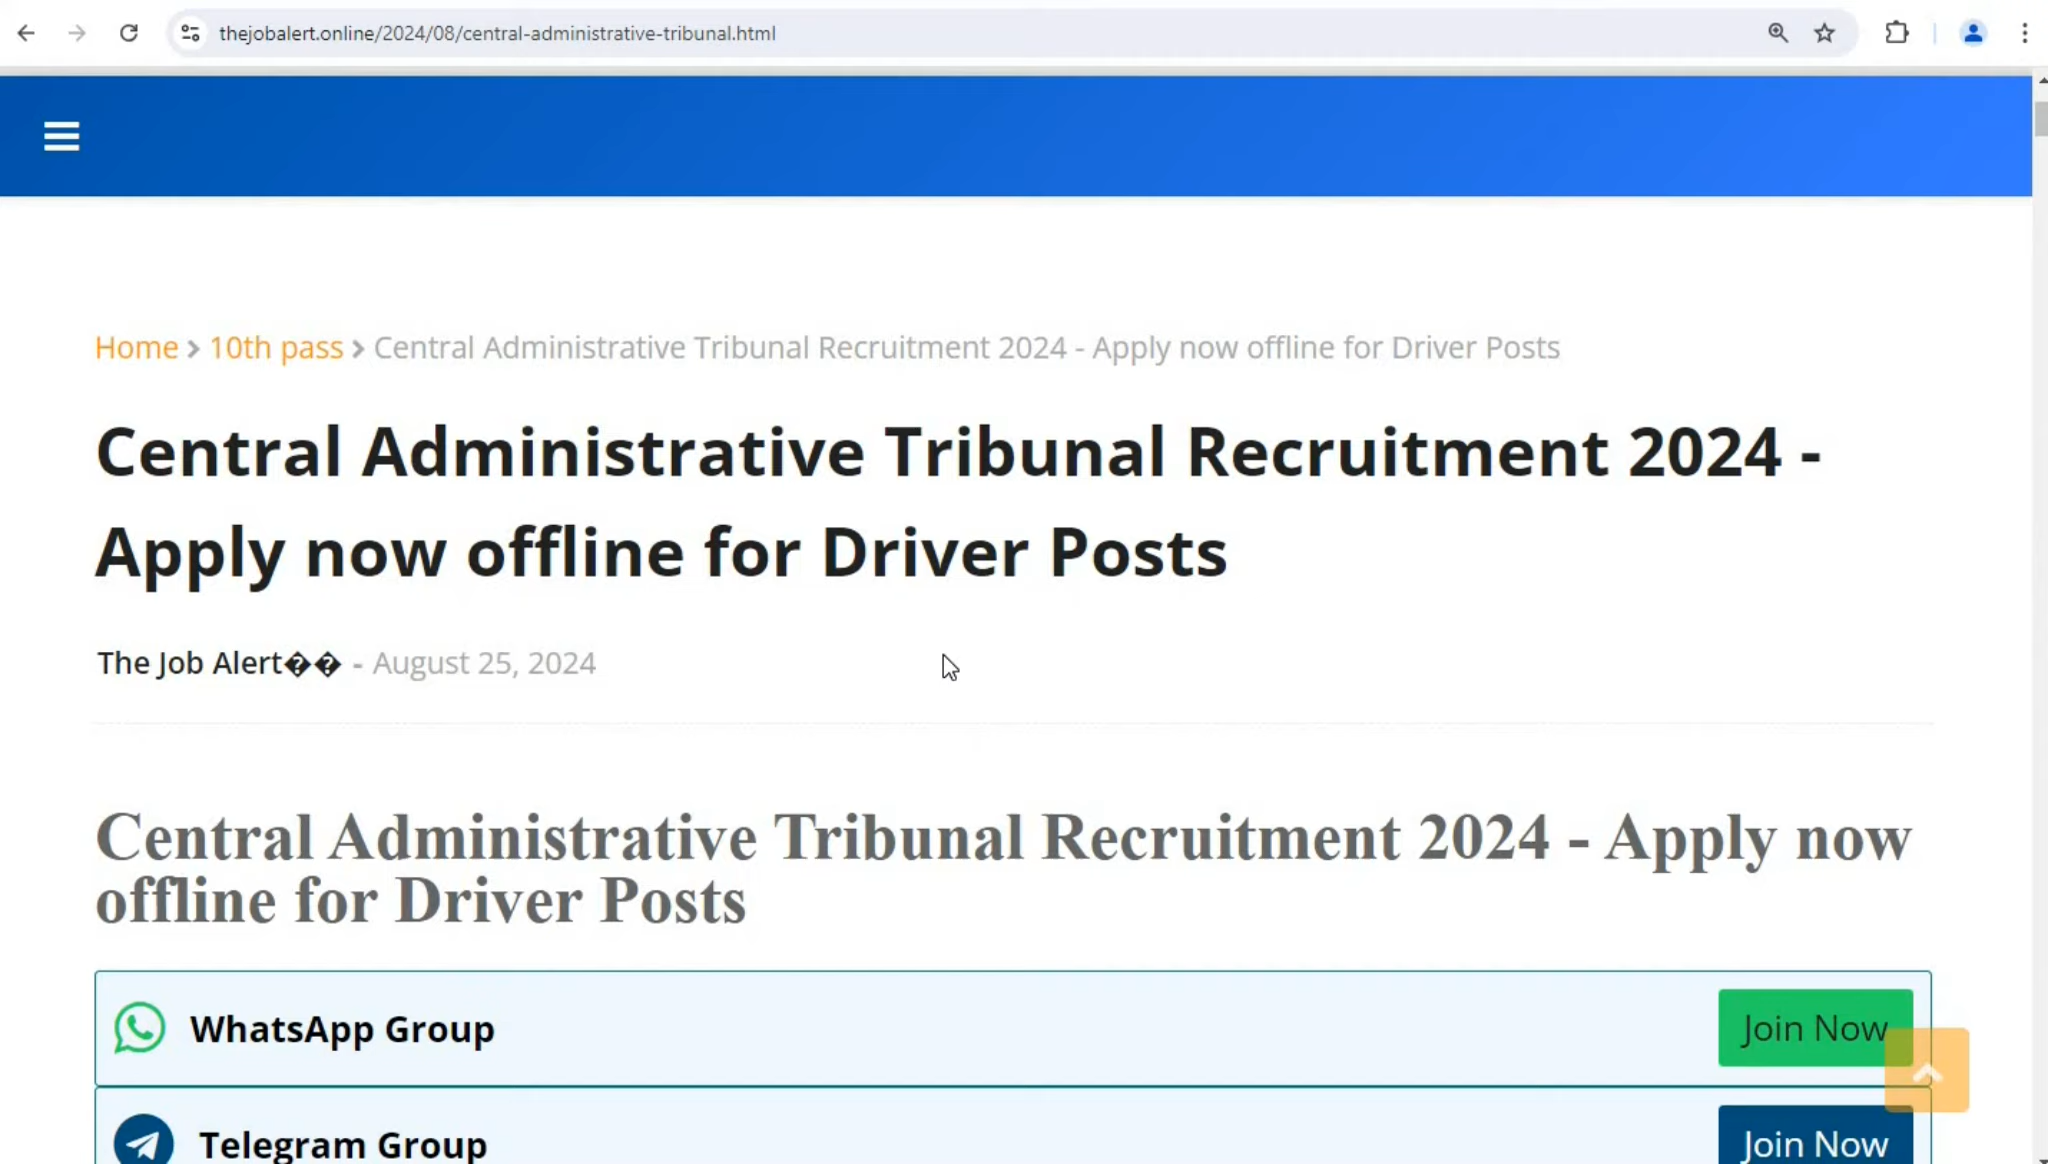 thejobalert.online/2024/08/central-administrative-tribunal.html
Home > 10th pass > Central Administrative Tribunal Recruitment 2024 - Apply now offline for Driver Posts
Central Administrative Tribunal Recruitment 2024 -
Apply now offline for Driver Posts
The Job Alert�� - August 25, 2024
Central Administrative Tribunal Recruitment 2024 - Apply now
offline for Driver Posts
WhatsApp Group Join Now
Telegram Group Join Now